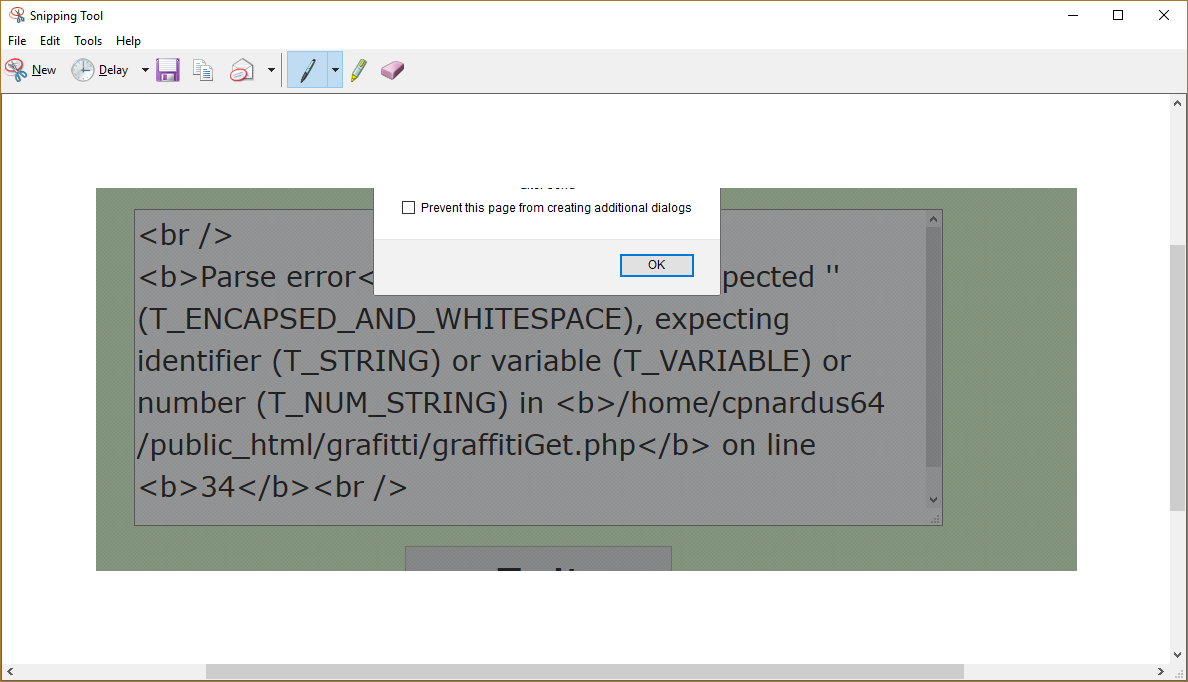 Snipping Tool
File Edit Tools Help
New Delay
Prevent this page from creating additional dialogs
OK
<br />
<b>Parse error< pected ''
(T_ENCAPSED_AND_WHITESPACE), expecting
identifier (T_STRING) or variable (T_VARIABLE) or
number (T_NUM_STRING) in <b>/home/cpnardus64
/public_html/grafitti/graffitiGet.php</b> on line
<b>34</b><br />